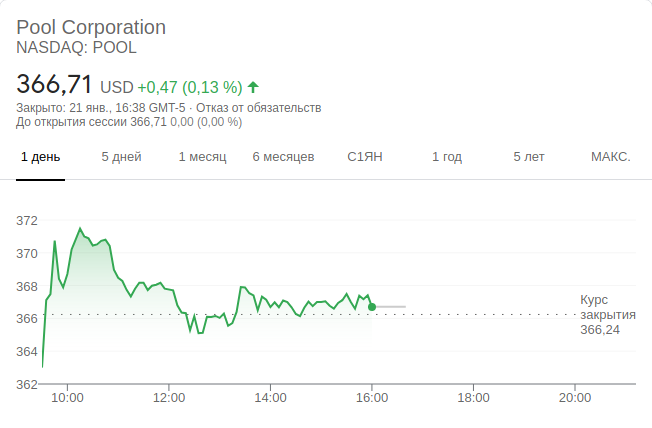 Pool Corporation
NASDAQ: POOL
366,71 USD +0,47 (0,13 %)
Закрыто: 21 янв., 16:38 GMT-5 · Отказ от обязательств
До открытия сессии 366,71 0,00 (0,00 %)
1 день 5 дней 1 месяц 6 месяцев С1ЯН 1 год 5 лет МАКС.
372
370
368
366
364
362
Курс
закрытия
366,24
10:00 12:00 14:00 16:00 18:00 20:00